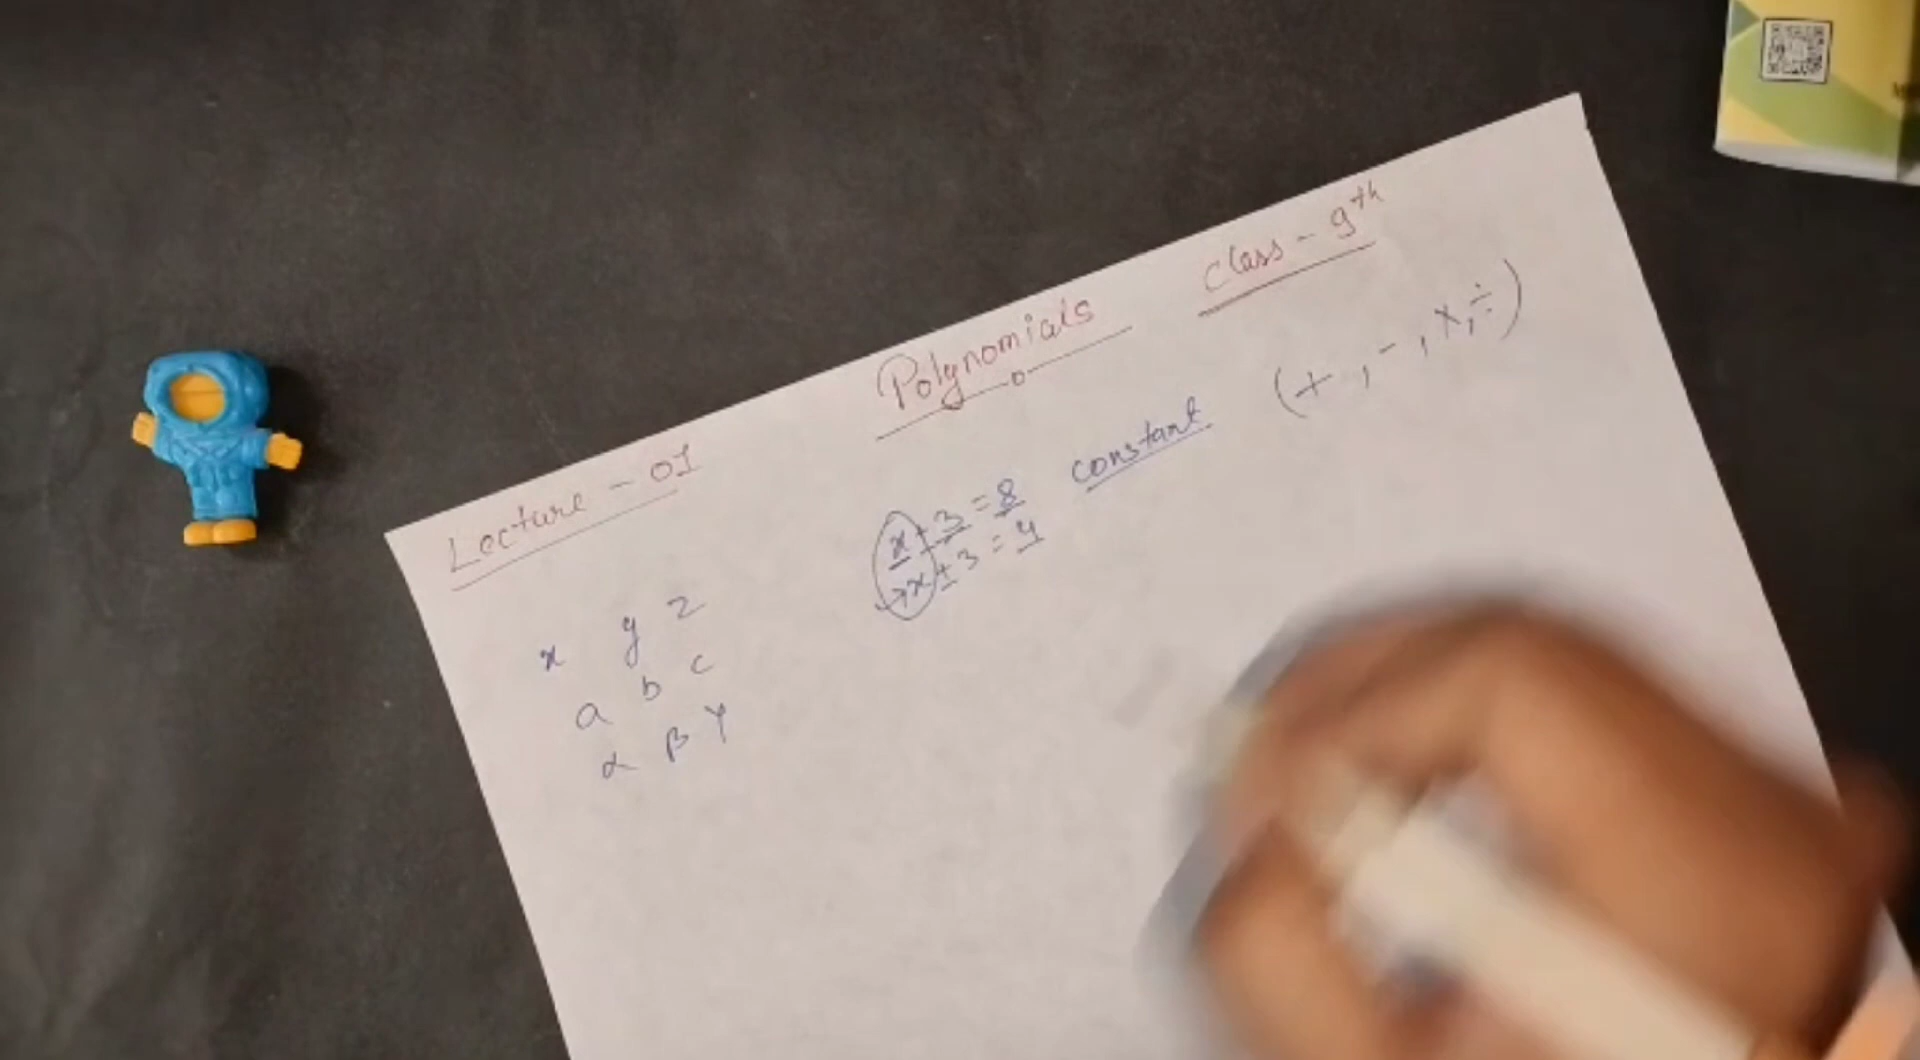 Class - 9th
Polynomials
Lecture - 01
(+, -, x, ÷)
x + 3 = 8 constant
→ x + 3 = 4
x y z
a b c
α β γ